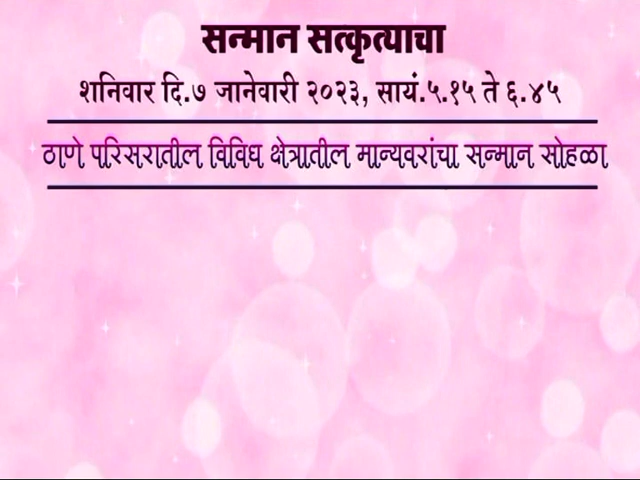 सन्मान सत्कृत्याचा
शनिवार दि.७ जानेवारी २०२३, सायं.५.१५ ते ६.४५
ठाणे परिसरातील विविध क्षेत्रातील मान्यवरांचा सन्मान सोहळा